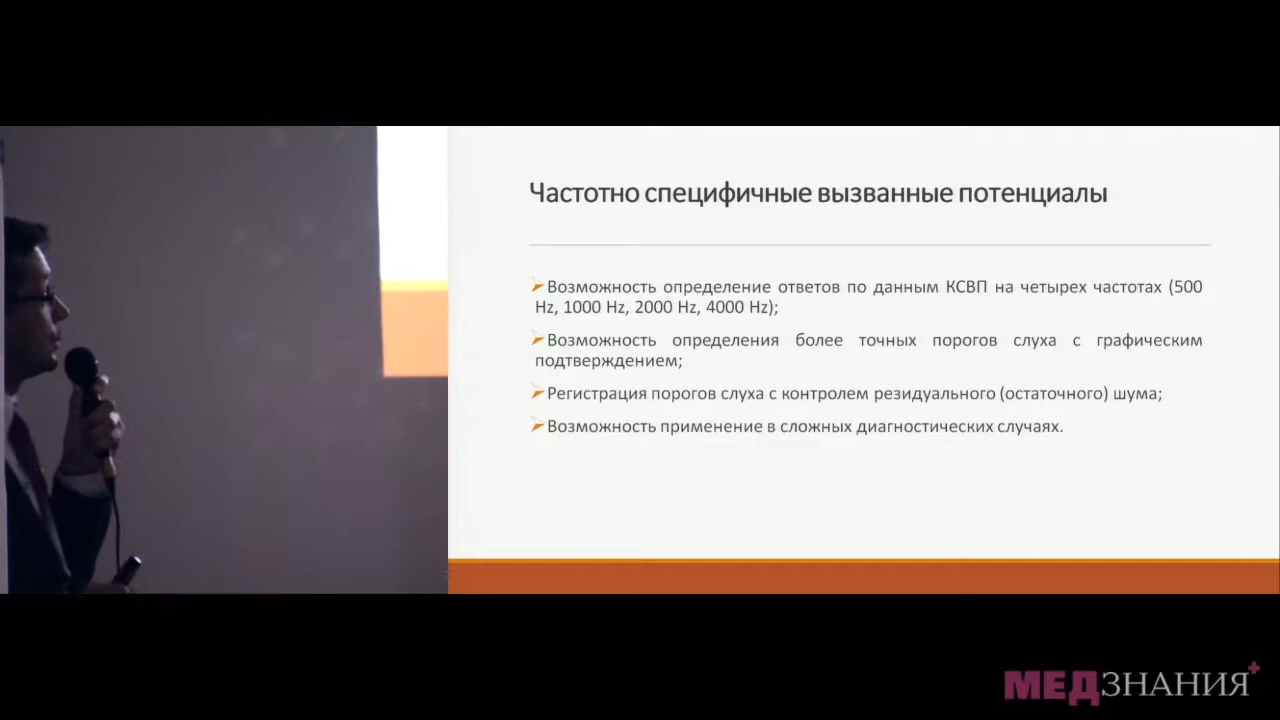 Частотно специфичные вызванные потенциалы
Возможность определение ответов по данным КСВП на четырех частотах (500
Hz, 1000 Hz, 2000 Hz, 4000 Hz);
Возможность определения более точных порогов слуха с графическим
подтверждением;
Регистрация порогов слуха с контролем резидуального (остаточного) шума;
Возможность применение в сложных диагностических случаях.
МЕДЗНАНИЯ+